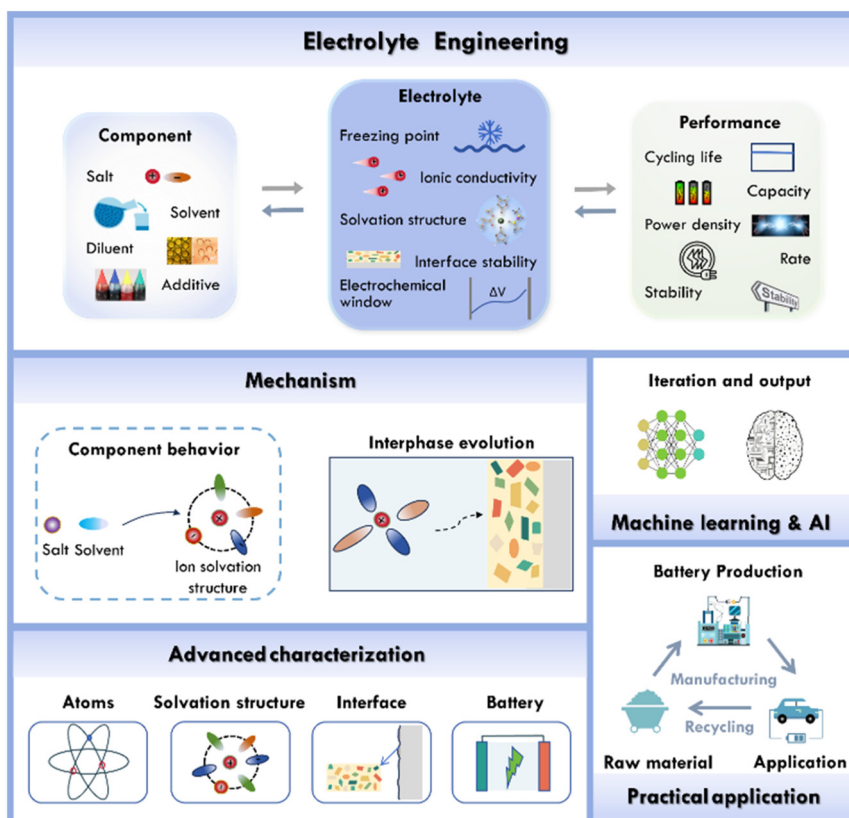 Electrolyte Engineering
Component
Salt
Solvent
Diluent
Additive
Electrolyte
Freezing point
Ionic conductivity
Solvation structure
Interface stability
Electrochemical
window
ΔV
Performance
Cycling life
Capacity
Power density
Rate
Stability
Stability
Mechanism
Component behavior
Salt Solvent
Ion solvation
structure
Interphase evolution
Iteration and output
Machine learning & AI
Advanced characterization
Atoms
Solvation structure
Interface
Battery
Battery Production
Manufacturing
Recycling
Raw material
Application
Practical application